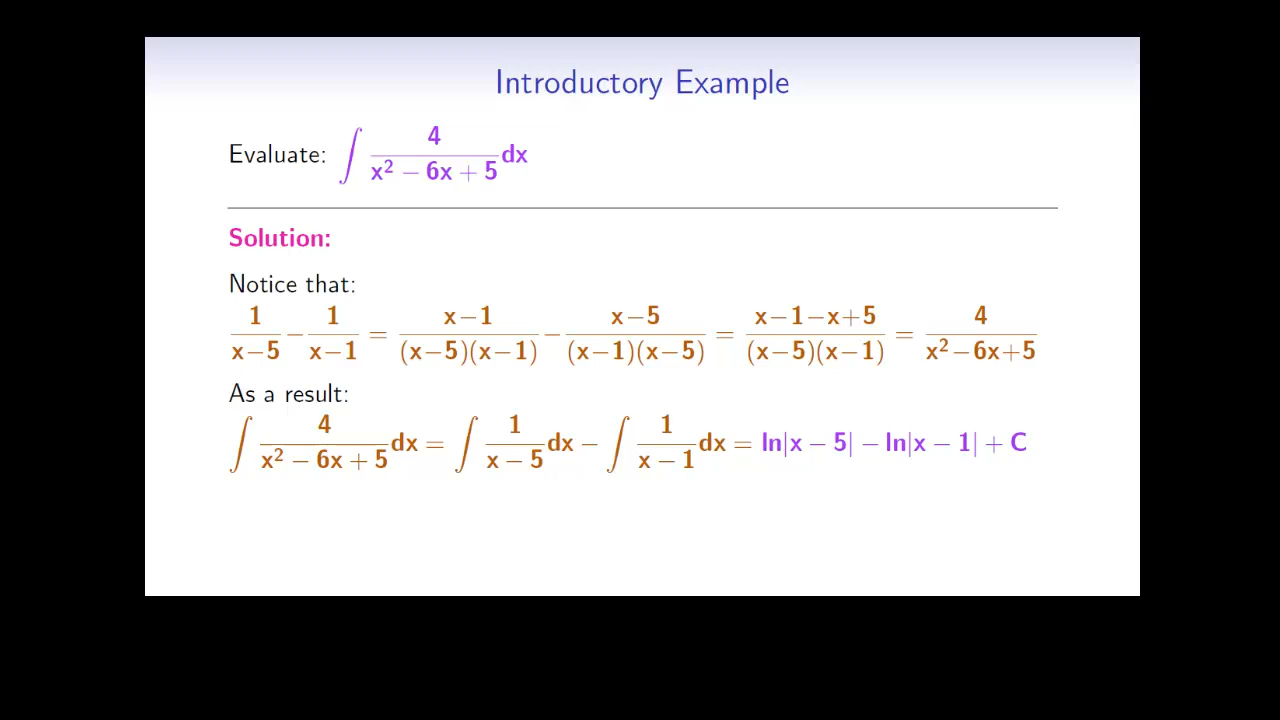 Introductory Example
Evaluate: ∫ 4/(x² − 6x + 5) dx
Solution:
Notice that:
1/(x−5) − 1/(x−1) = (x−1)/((x−5)(x−1)) − (x−5)/((x−1)(x−5)) = (x−1−x+5)/((x−5)(x−1)) = 4/(x²−6x+5)
As a result:
∫ 4/(x² − 6x + 5) dx = ∫ 1/(x − 5) dx − ∫ 1/(x − 1) dx = ln|x − 5| − ln|x − 1| + C